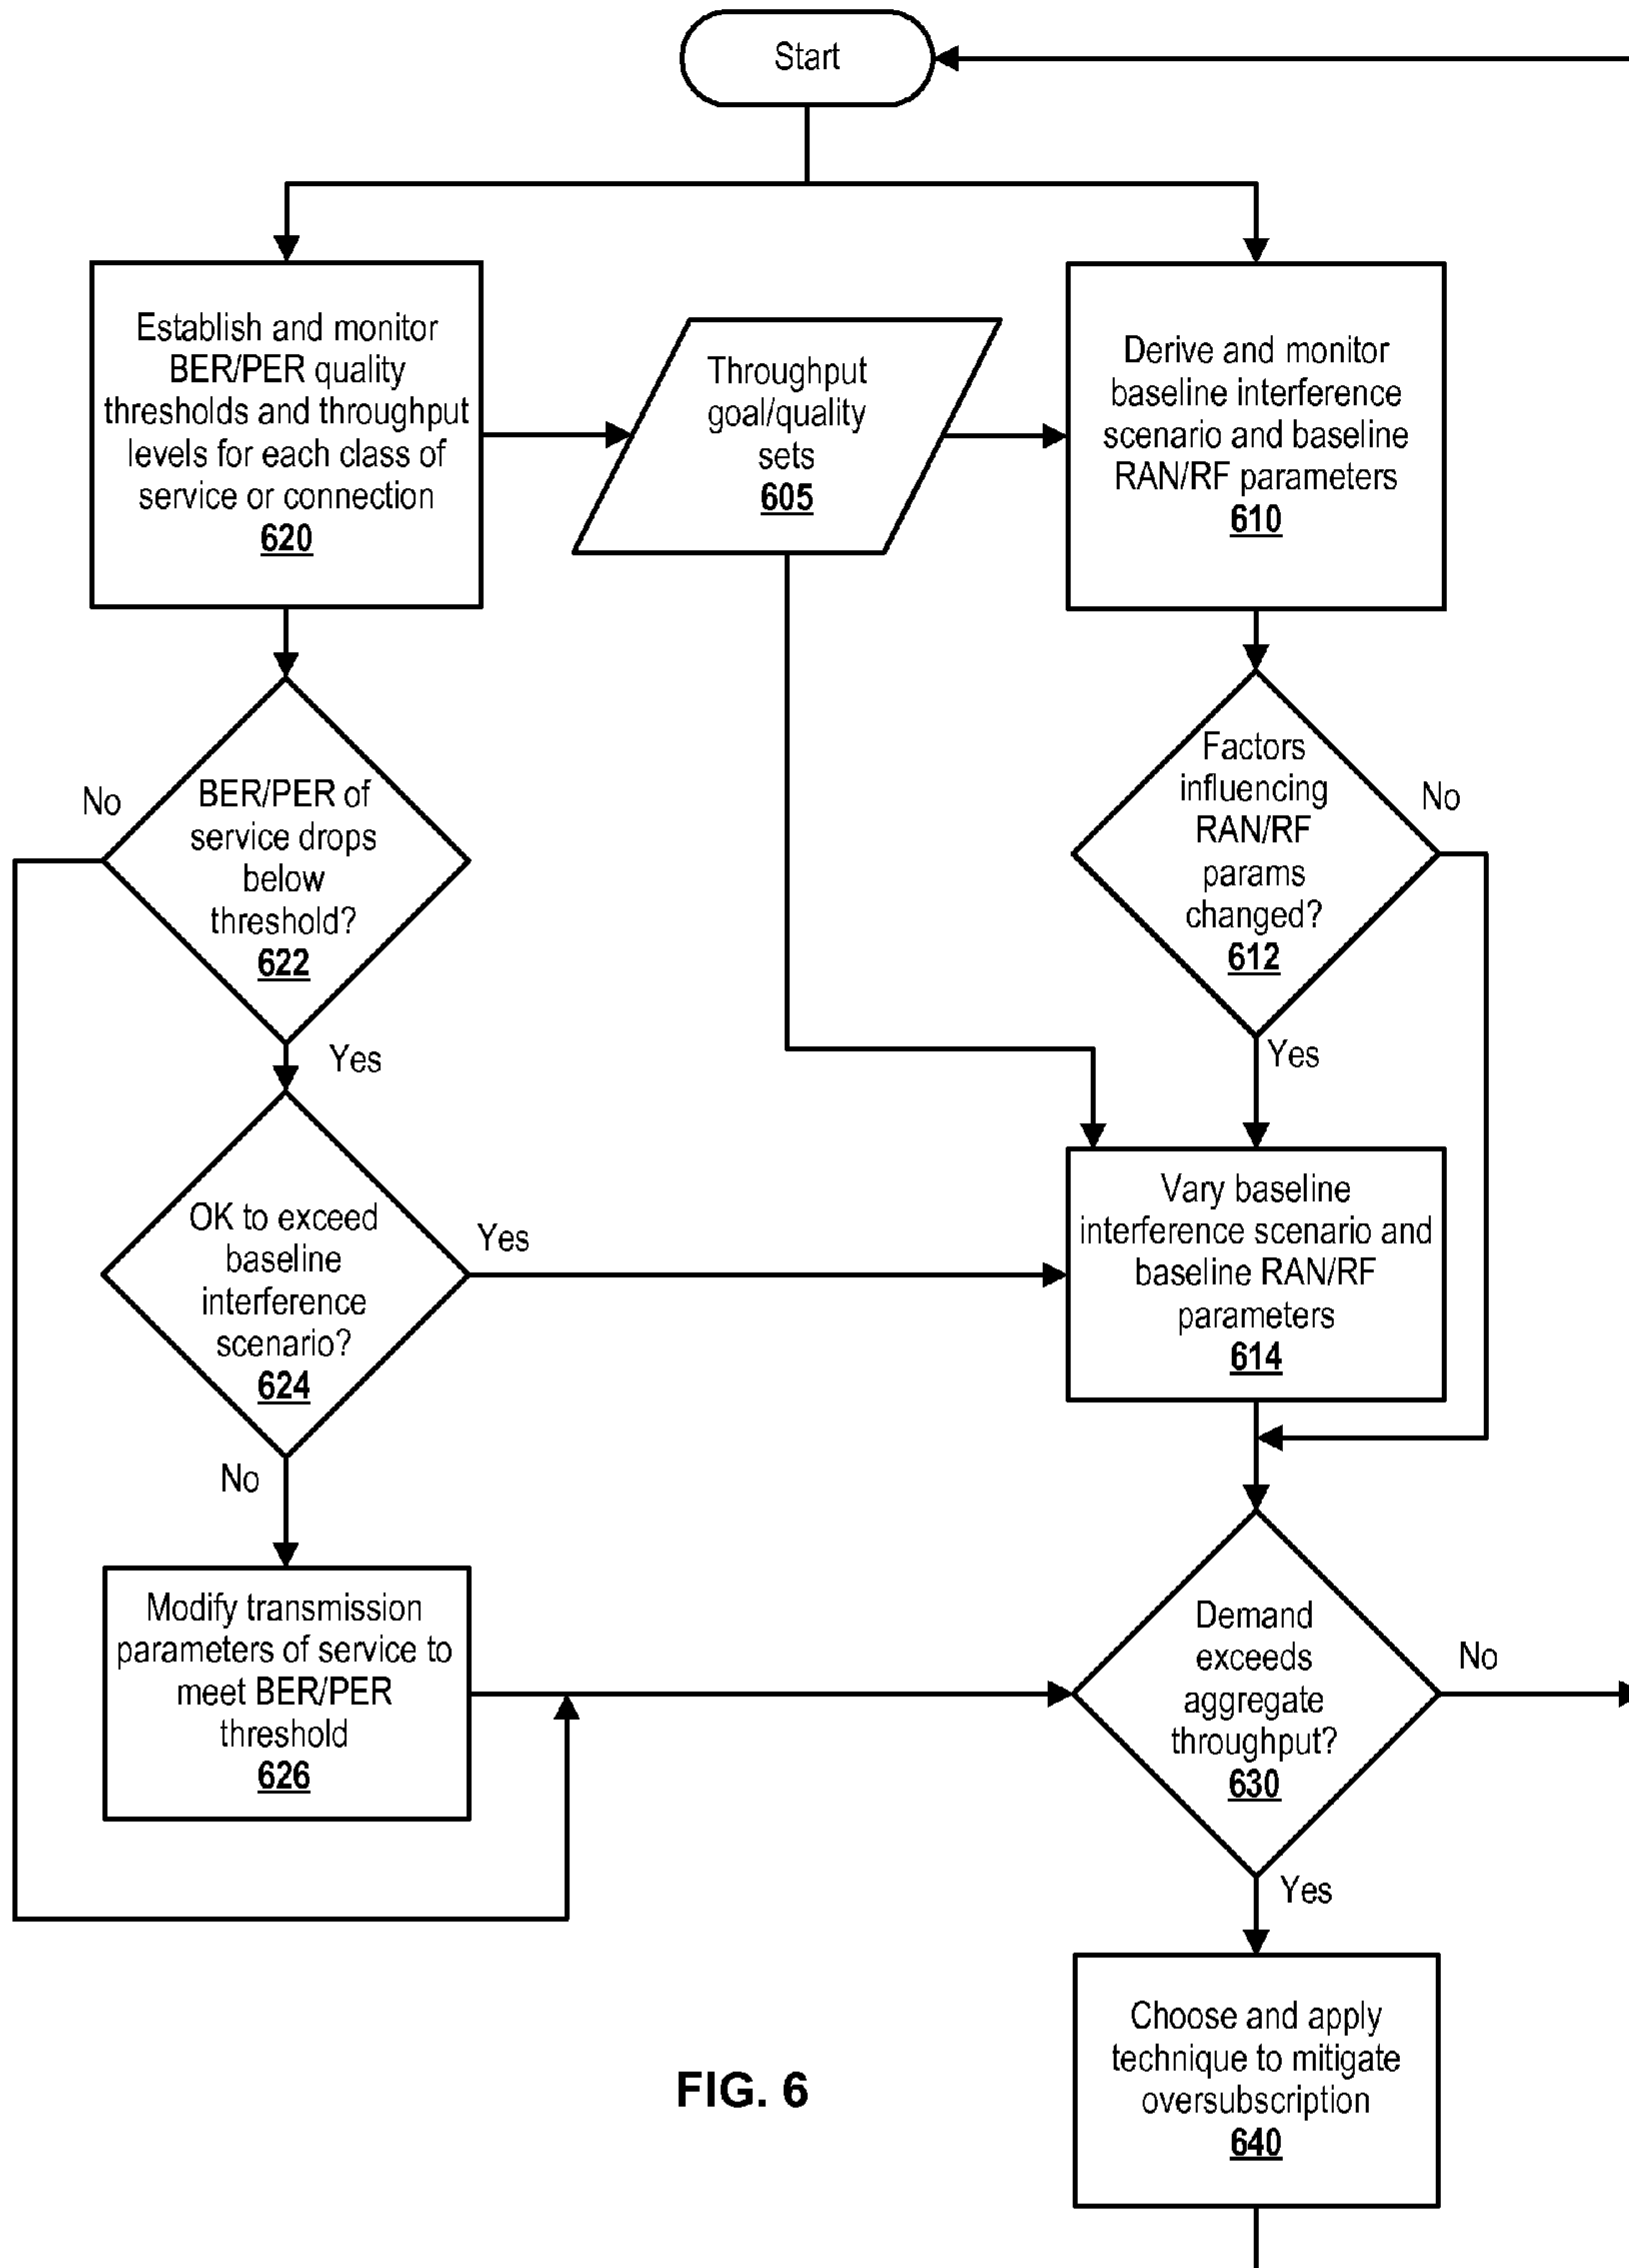 Start
Establish and monitor
BER/PER quality
thresholds and throughput
levels for each class of
service or connection
620
Throughput
goal/quality
sets
605
Derive and monitor
baseline interference
scenario and baseline
RAN/RF parameters
610
No
BER/PER of
service drops
below
threshold?
622
Yes
Factors
influencing
RAN/RF
params
changed?
612
No
Yes
OK to exceed
baseline
interference
scenario?
624
Yes
No
Vary baseline
interference scenario and
baseline RAN/RF
parameters
614
Modify transmission
parameters of service to
meet BER/PER
threshold
626
Demand
exceeds
aggregate
throughput?
630
No
Yes
Choose and apply
technique to mitigate
oversubscription
640
FIG. 6